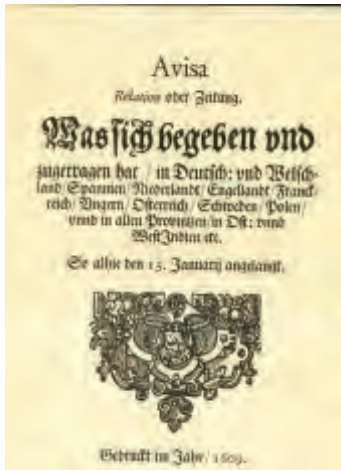 Avisa
Relation oder Zeitung.
Was sich begeben vnd
zugetragen hat / in Deutsch: vnd Welsch-
land / Spannien / Niederlandt / Engellandt / Franck-
reich / Vngern / Osterreich / Schweden / Polen /
vnnd in allen Provintzen / in Ost: vnnd
WestIndien etc.
So alhie den 15. Januarij angelangt.
Gedruckt im Jahr / 1609.